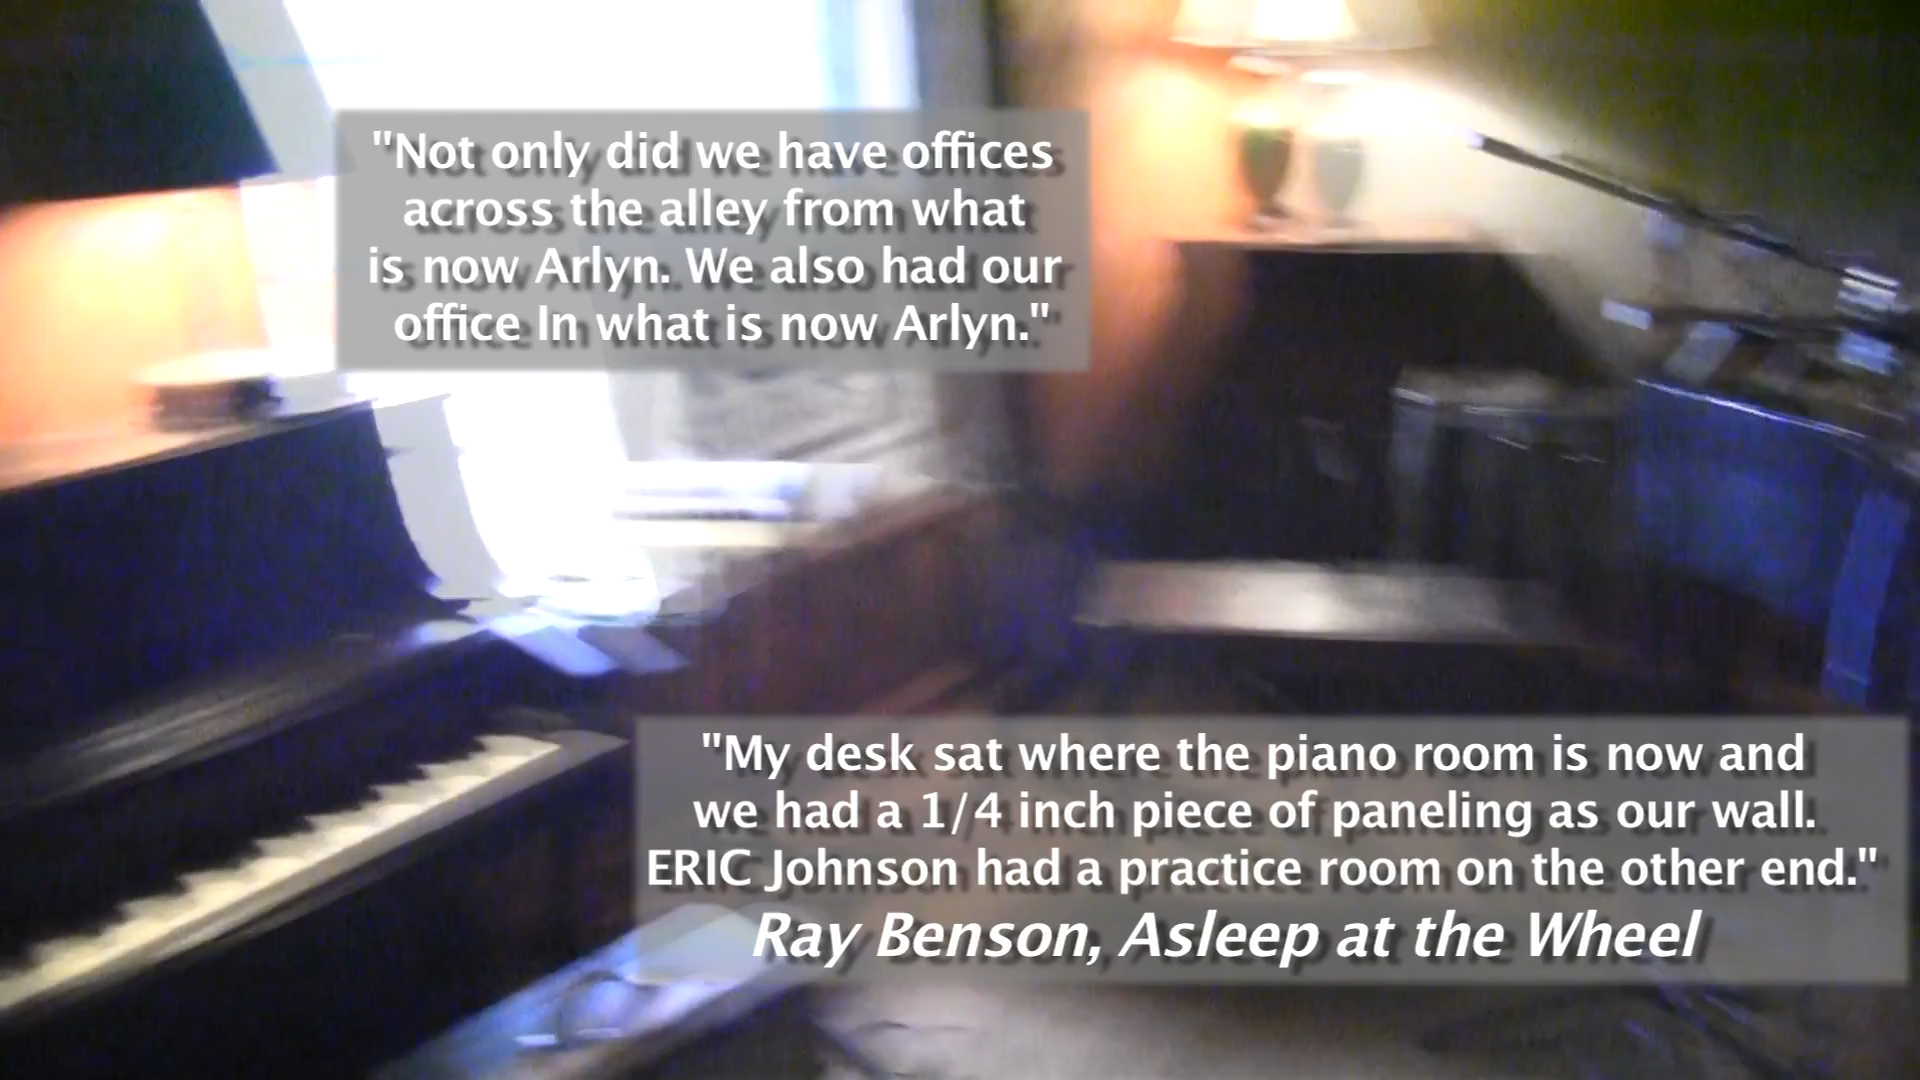 "Not only did we have offices
across the alley from what
is now Arlyn. We also had our
office In what is now Arlyn."
"My desk sat where the piano room is now and
we had a 1/4 inch piece of paneling as our wall.
ERIC Johnson had a practice room on the other end."
Ray Benson, Asleep at the Wheel